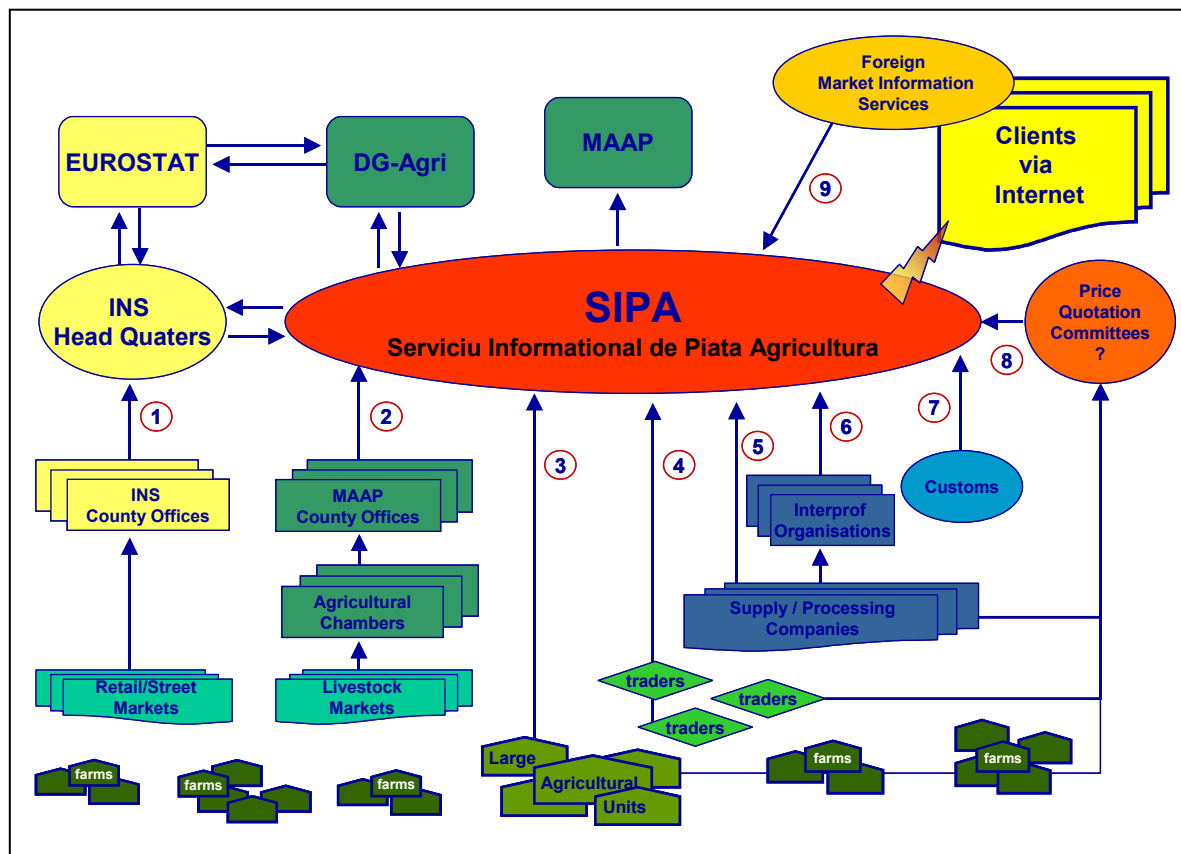 Foreign
Market Information
Services
Clients
via
Internet
EUROSTAT
DG-Agri
MAAP
9
INS
Head Quaters
SIPA
Serviciu Informational de Piata Agricultura
Price
Quotation
Committees
?
1
2
3
4
5
6
7
8
INS
County Offices
MAAP
County Offices
Interprof
Organisations
Customs
Agricultural
Chambers
Supply / Processing
Companies
Retail/Street
Markets
Livestock
Markets
traders
traders
traders
farms
farms
farms
Large
Agricultural
Units
farms
farms